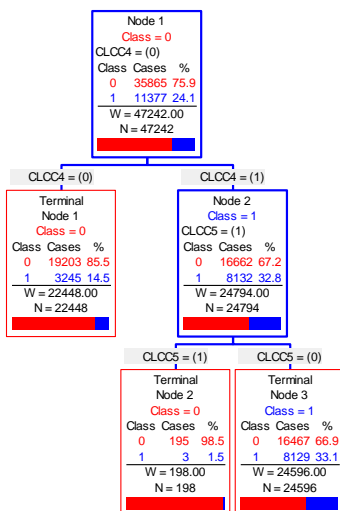 Node 1
Class = 0
CLCC4 = (0)
Class Cases %
0 35865 75.9
1 11377 24.1
W = 47242.00
N = 47242
CLCC4 = (0)
CLCC4 = (1)
Terminal
Node 1
Class = 0
Class Cases %
0 19203 85.5
1 3245 14.5
W = 22448.00
N = 22448
Node 2
Class = 1
CLCC5 = (1)
Class Cases %
0 16662 67.2
1 8132 32.8
W = 24794.00
N = 24794
CLCC5 = (1)
CLCC5 = (0)
Terminal
Node 2
Class = 0
Class Cases %
0 195 98.5
1 3 1.5
W = 198.00
N = 198
Terminal
Node 3
Class = 1
Class Cases %
0 16467 66.9
1 8129 33.1
W = 24596.00
N = 24596